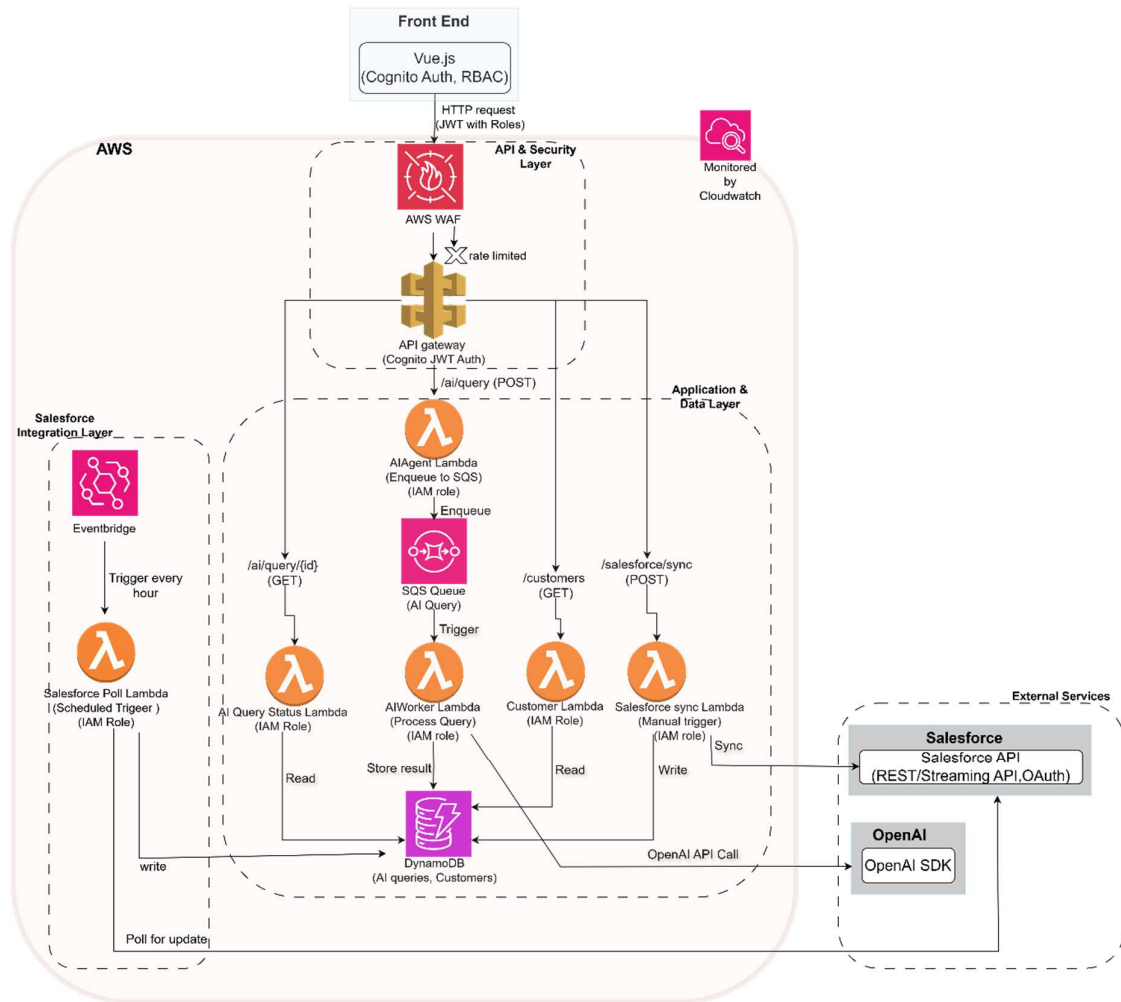 Front End
Vue.js
(Cognito Auth, RBAC)
HTTP request
(JWT with Roles)
AWS
API & Security
Layer
Monitored
by
Cloudwatch
AWS WAF
rate limited
API gateway
(Cognito JWT Auth)
/ai/query (POST)
Application &
Data Layer
Salesforce
Integration Layer
Eventbridge
Trigger every
hour
Salesforce Poll Lambda
(Scheduled Trigeer )
(IAM Role)
AIAgent Lambda
(Enqueue to SQS)
(IAM role)
Enqueue
SQS Queue
(AI Query)
Trigger
/ai/query/{id}
(GET)
/customers
(GET)
/salesforce/sync
(POST)
AI Query Status Lambda
(IAM Role)
AIWorker Lambda
(Process Query)
(IAM role)
Customer Lambda
(IAM Role)
Salesforce sync Lambda
(Manual trigger)
(IAM role)
Read
Store result
Read
Write
Sync
DynamoDB
(AI queries, Customers)
write
OpenAI API Call
Poll for update
External Services
Salesforce
Salesforce API
(REST/Streaming API,OAuth)
OpenAI
OpenAI SDK